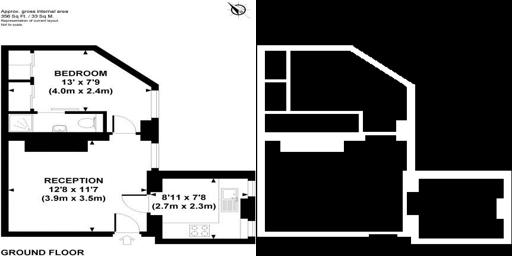 Approx. gross internal area
356 Sq Ft. / 33 Sq M.
Representation of current layout
Not to scale
BEDROOM
13' x 7'9
(4.0m x 2.4m)
RECEPTION
12'8 x 11'7
(3.9m x 3.5m)
8'11 x 7'8
(2.7m x 2.3m)
GROUND FLOOR